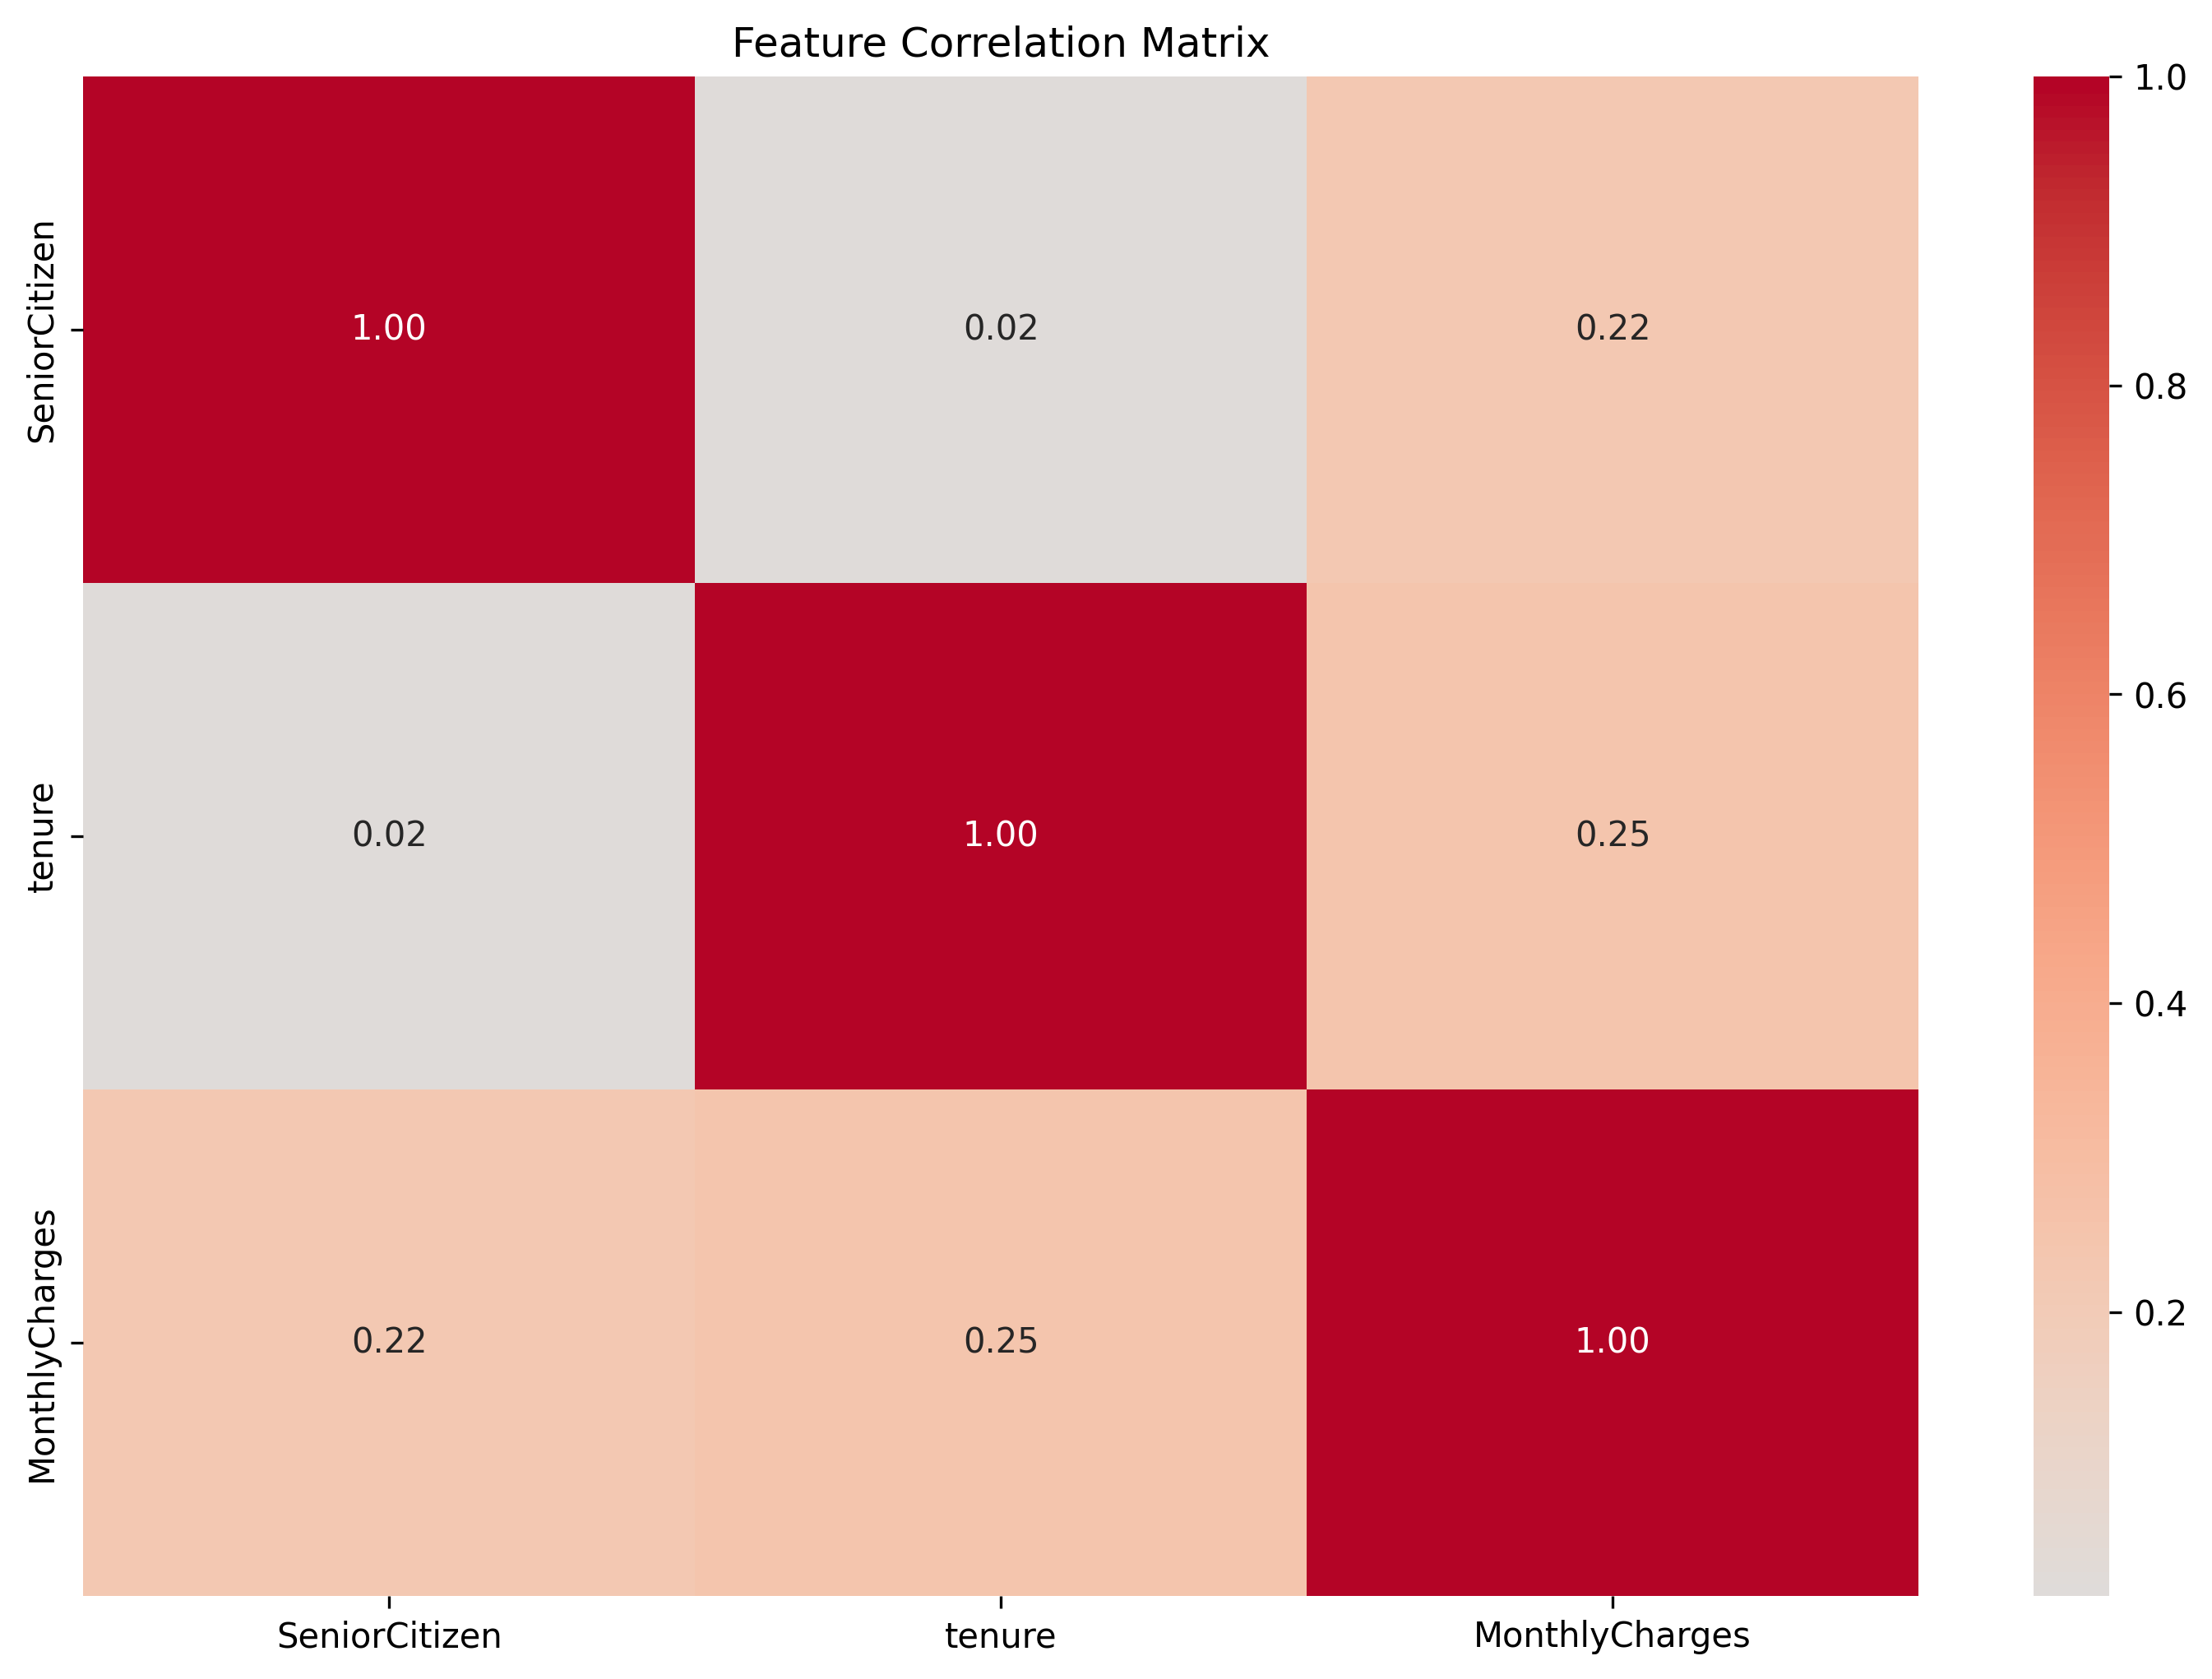 Feature Correlation Matrix
SeniorCitizen
1.00
0.02
0.22
tenure
0.02
1.00
0.25
MonthlyCharges
0.22
0.25
1.00
SeniorCitizen
tenure
MonthlyCharges
1.0
0.8
0.6
0.4
0.2